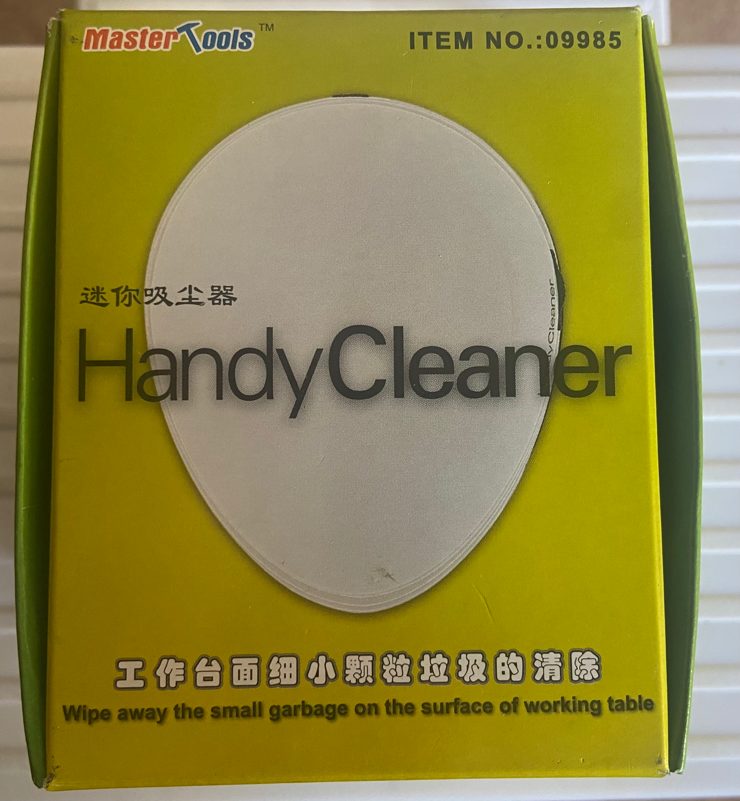 MasterTools™
ITEM NO.:09985
迷你吸尘器
HandyCleaner
yCleaner
工作台面细小颗粒垃圾的清除
Wipe away the small garbage on the surface of working table